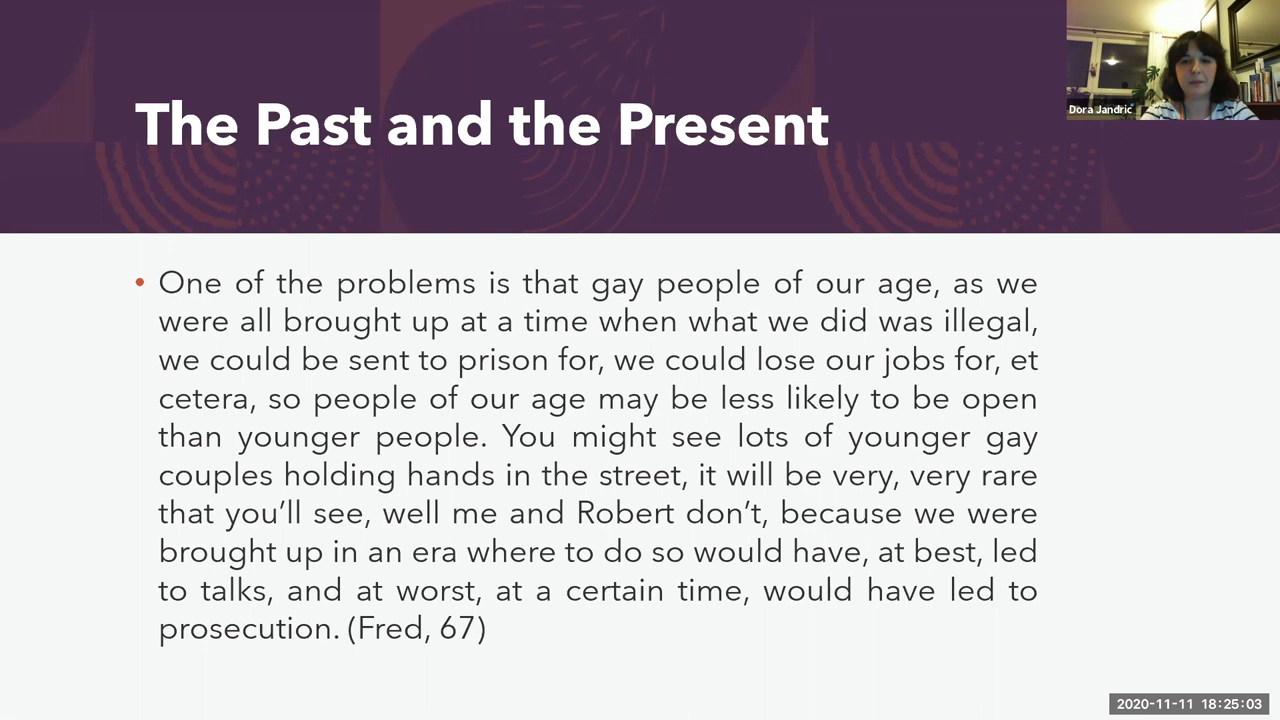 The Past and the Present
Dora Jandric
• One of the problems is that gay people of our age, as we
were all brought up at a time when what we did was illegal,
we could be sent to prison for, we could lose our jobs for, et
cetera, so people of our age may be less likely to be open
than younger people. You might see lots of younger gay
couples holding hands in the street, it will be very, very rare
that you’ll see, well me and Robert don’t, because we were
brought up in an era where to do so would have, at best, led
to talks, and at worst, at a certain time, would have led to
prosecution. (Fred, 67)
2020-11-11 18:25:03